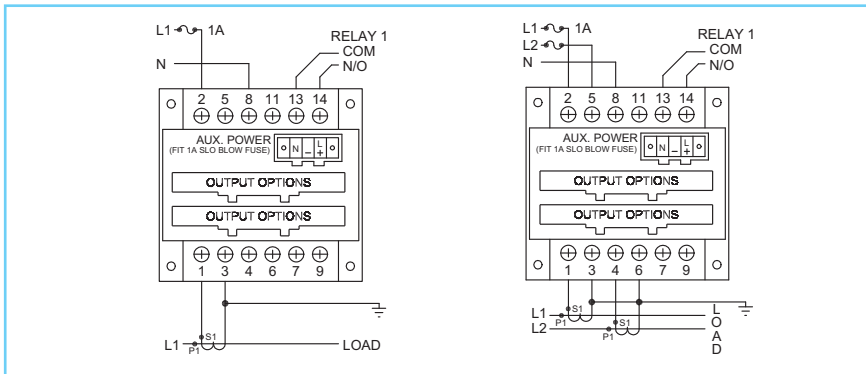 L1 1A
N
RELAY 1
COM
N/O
2 5 8 11 13 14
AUX. POWER
(FIT 1A SLO BLOW FUSE)
N - L +
OUTPUT OPTIONS
OUTPUT OPTIONS
1 3 4 6 7 9
S1
L1 P1 LOAD
L1 1A
L2
N
RELAY 1
COM
N/O
2 5 8 11 13 14
AUX. POWER
(FIT 1A SLO BLOW FUSE)
N - L +
OUTPUT OPTIONS
OUTPUT OPTIONS
1 3 4 6 7 9
L1 P1 S1
L2 P1 S1
LOAD